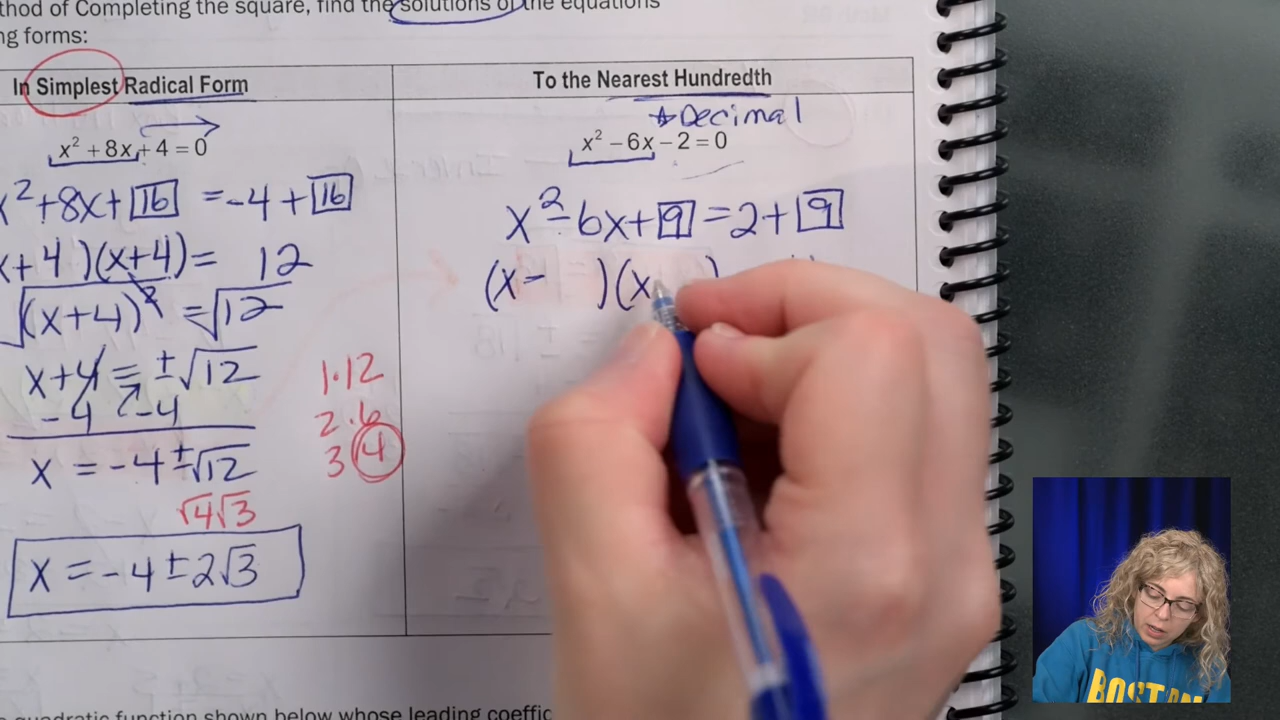 thod of Completing the square, find the solutions of the equations
ng forms:
In Simplest Radical Form
x² + 8x + 4 = 0
x² + 8x + 16 = -4 + 16
x + 4)(x + 4) = 12
√(x + 4)² = √12
x + 4 = ±√12
-4 -4
x = -4 ± √12
√4√3
x = -4 ± 2√3
1·12
2·6
3 4
To the Nearest Hundredth
*Decimal
x² − 6x − 2 = 0
x² - 6x + 9 = 2 + 9
(x - )(x )
quadratic function shown below whose leading coeffic
BOSTON